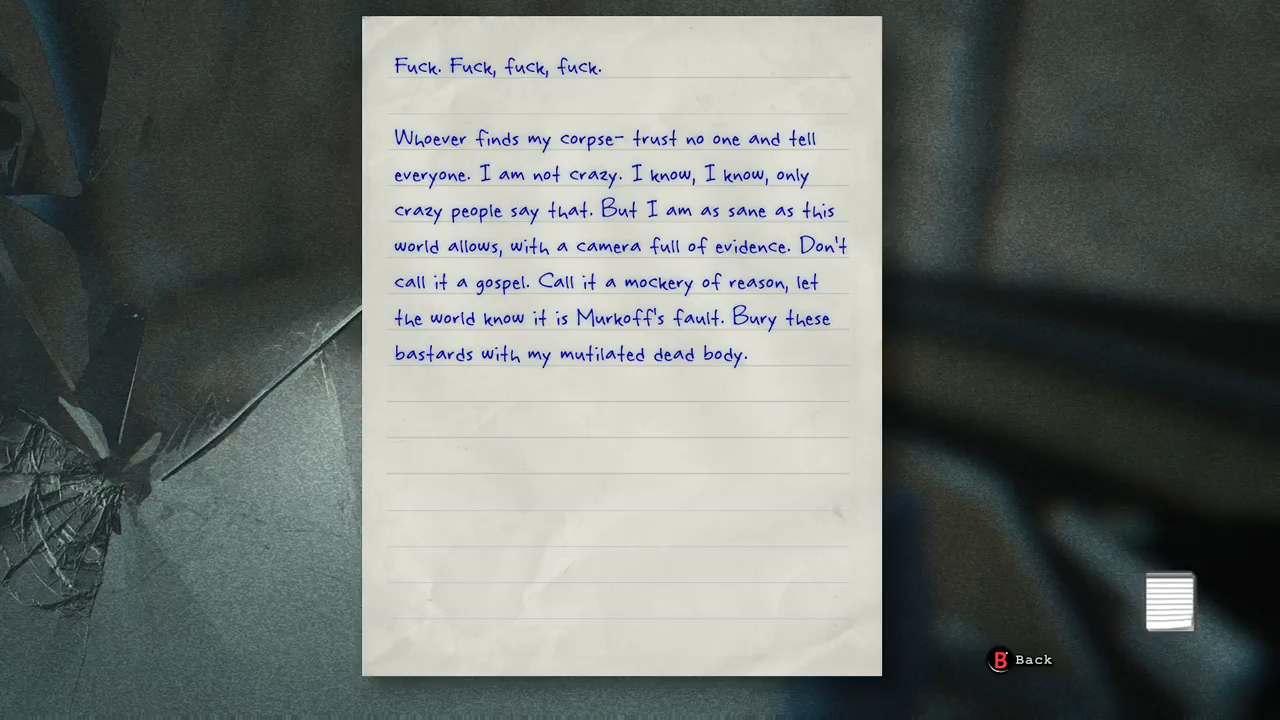 Fuck. Fuck, fuck, fuck.
Whoever finds my corpse- trust no one and tell
everyone. I am not crazy. I know, I know, only
crazy people say that. But I am as sane as this
world allows, with a camera full of evidence. Don't
call it a gospel. Call it a mockery of reason, let
the world know it is Murkoff's fault. Bury these
bastards with my mutilated dead body.
B Back